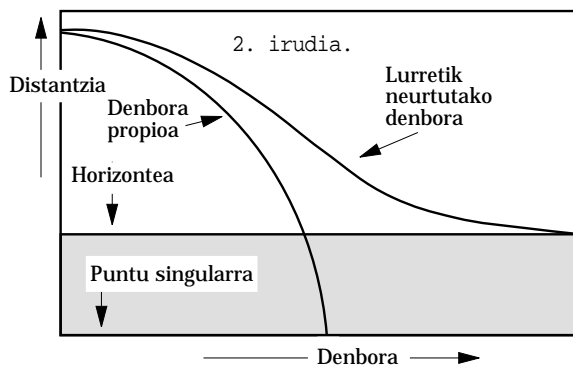 2. irudia.
Distantzia
Lurretik
neurtutako
denbora
Denbora
propioa
Horizontea
Puntu singularra
Denbora